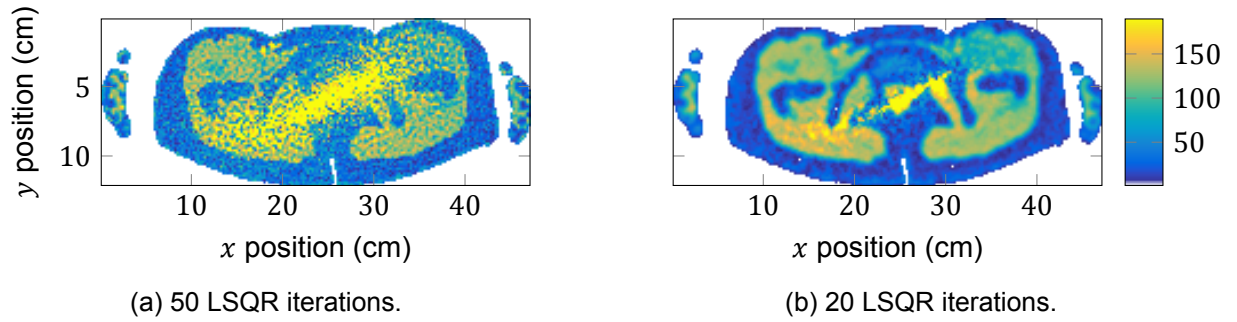 5
10
y position (cm)
10
20
30
40
x position (cm)
(a) 50 LSQR iterations.
10
20
30
40
x position (cm)
(b) 20 LSQR iterations.
150
100
50